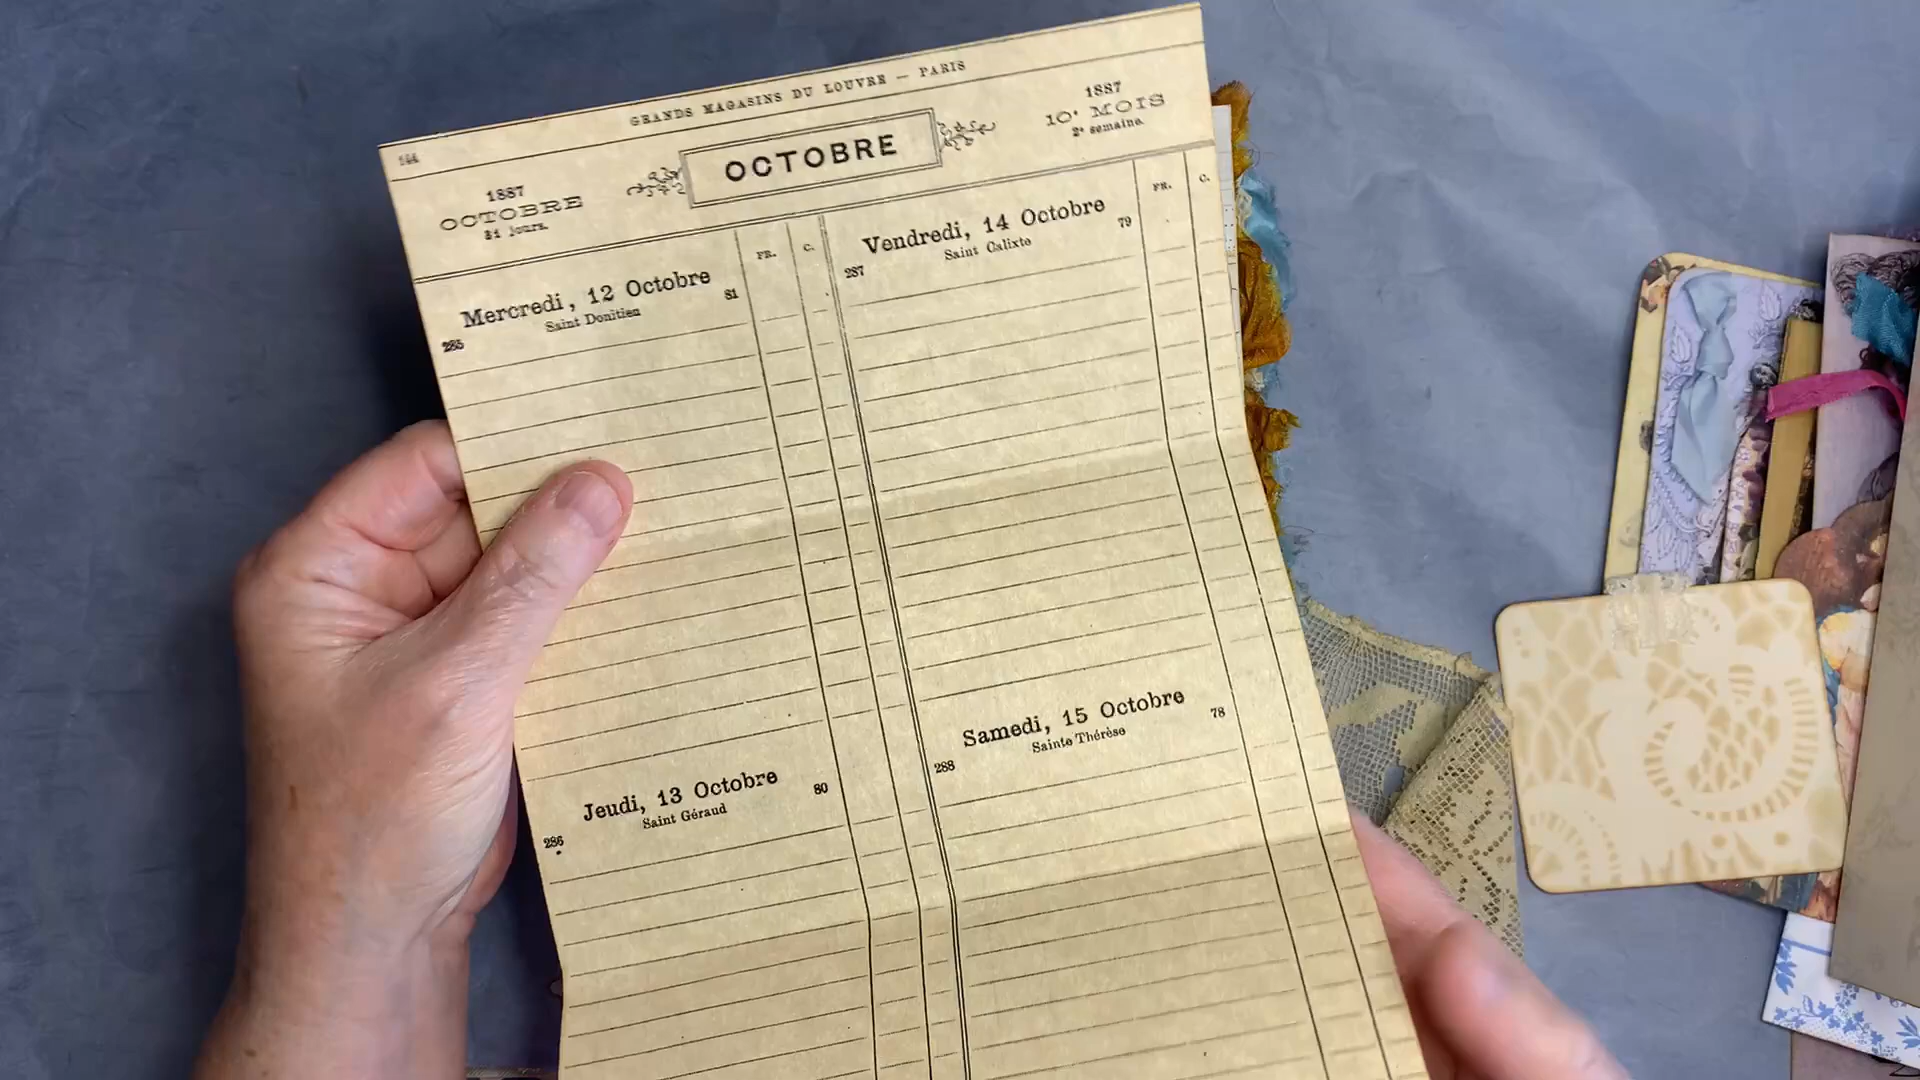 GRANDS MAGASINS DU LOUVRE — PARIS
144
1887
OCTOBRE
31 jours.
OCTOBRE
1887
10e MOIS
2e semaine.
FR. C.
Mercredi, 12 Octobre
Saint Donitien
285 81
Jeudi, 13 Octobre
Saint Géraud
286 80
FR. C.
Vendredi, 14 Octobre
Saint Calixte
287 79
Samedi, 15 Octobre
Sainte Thérèse
288 78